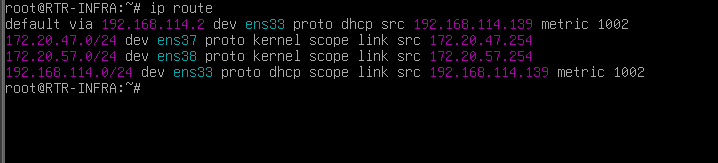 root@RTR-INFRA:~# ip route
default via 192.168.114.2 dev ens33 proto dhcp src 192.168.114.139 metric 1002
172.20.47.0/24 dev ens37 proto kernel scope link src 172.20.47.254
172.20.57.0/24 dev ens38 proto kernel scope link src 172.20.57.254
192.168.114.0/24 dev ens33 proto dhcp scope link src 192.168.114.139 metric 1002
root@RTR-INFRA:~#